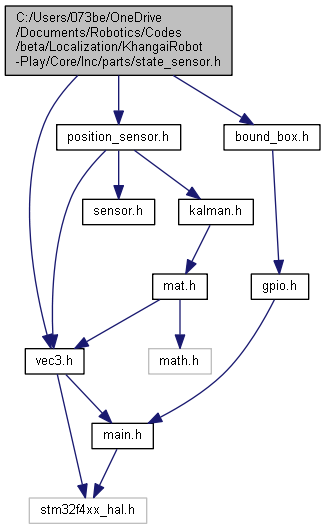 C:/Users/073be/OneDrive
/Documents/Robotics/Codes
/beta/Localization/KhangaiRobot
-Play/Core/Inc/parts/state_sensor.h
position_sensor.h
bound_box.h
sensor.h
kalman.h
mat.h
gpio.h
vec3.h
math.h
main.h
stm32f4xx_hal.h